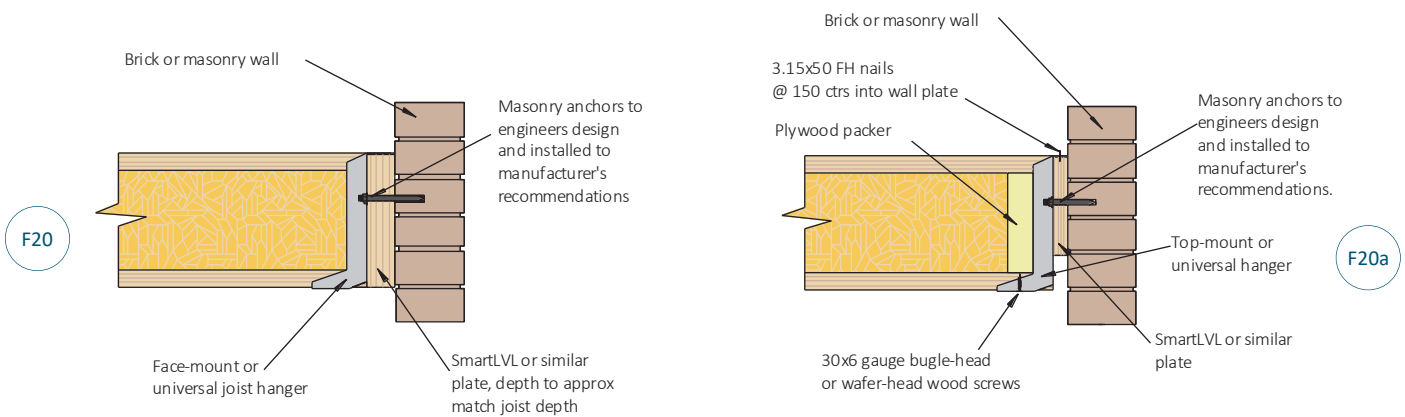 Brick or masonry wall
Masonry anchors to
engineers design
and installed to
manufacturer's
recommendations
F20
Face-mount or
universal joist hanger
SmartLVL or similar
plate, depth to approx
match joist depth
Brick or masonry wall
3.15x50 FH nails
@ 150 ctrs into wall plate
Plywood packer
Masonry anchors to
engineers design
and installed to
manufacturer's
recommendations.
Top-mount or
universal hanger
F20a
SmartLVL or similar
plate
30x6 gauge bugle-head
or wafer-head wood screws